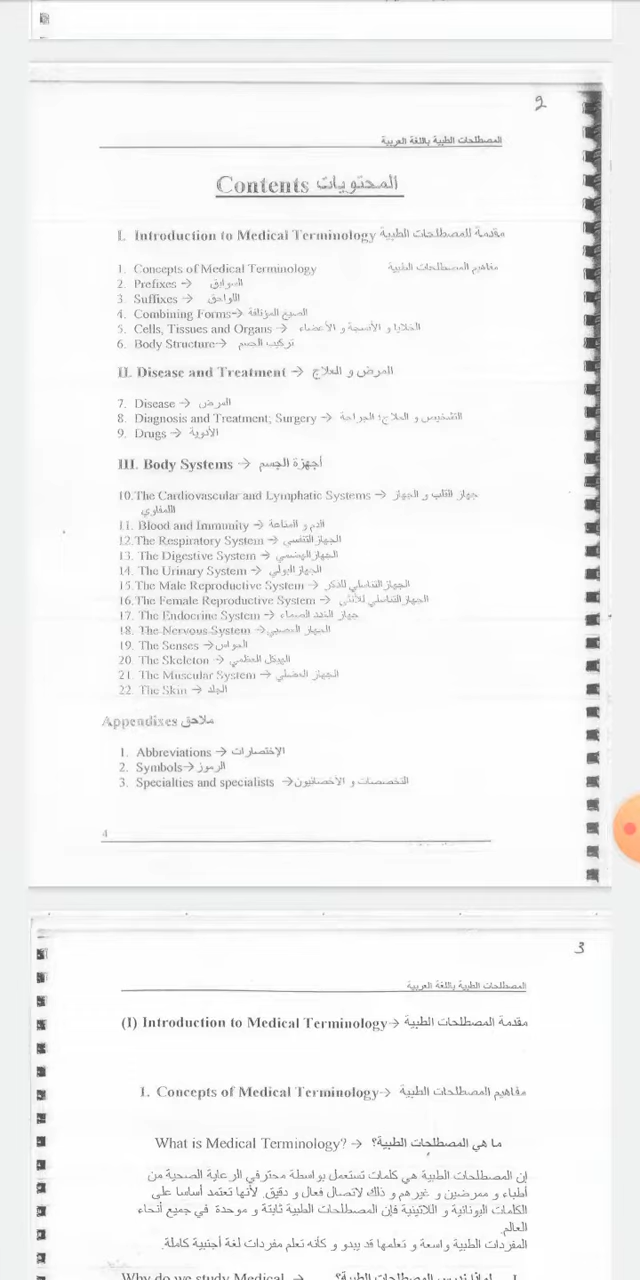 2
المصطلحات الطبية باللغة العربية
Contents المحتويات
I. Introduction to Medical Terminology مقدمة للمصطلحات الطبية
1. Concepts of Medical Terminology مفاهيم المصطلحات الطبية
2. Prefixes → السوابق
3 Suffixes → اللواحق
4. Combining Forms→ الصيغ المؤتلفة
5. Cells, Tissues and Organs → الخلايا و الأنسجة و الأعضاء
6. Body Structure→ تركيب الجسم
II. Disease and Treatment → المرض و العلاج
7. Disease → المرض
8. Diagnosis and Treatment; Surgery → التشخيص و العلاج؛ الجراحة
9. Drugs → الأدوية
III. Body Systems → أجهزة الجسم
10.The Cardiovascular and Lymphatic Systems → جهاز القلب و الجهاز
اللمفاوي
11. Blood and Immunity → الدم و المناعة
12.The Respiratory System → الجهاز التنفسي
13. The Digestive System → الجهاز الهضمي
14. The Urinary System → الجهاز البولي
15.The Male Reproductive System → الجهاز التناسلي للذكر
16.The Female Reproductive System → الجهاز التناسلي للأنثى
17. The Endocrine System → جهاز الغدد الصماء
18. The Nervous System → الجهاز العصبي
19. The Senses → الحواس
20. The Skeleton → الهيكل العظمي
21. The Muscular System → الجهاز العضلي
22. The Skin → الجلد
Appendixes ملاحق
1. Abbreviations → الإختصارات
2. Symbols→ الرموز
3. Specialties and specialists → التخصصات و الأخصائيون
4
3
المصطلحات الطبية باللغة العربية
(I) Introduction to Medical Terminology→ مقدمة المصطلحات الطبية
1. Concepts of Medical Terminology-> مفاهيم المصطلحات الطبية
What is Medical Terminology? → ما هي المصطلحات الطبية؟
إن المصطلحات الطبية هي كلمات تستعمل بواسطة محترفي الرعاية الصحية من
أطباء و ممرضين و غيرهم و ذلك لاتصال فعال و دقيق. لأنها تعتمد أساسا على
الكلمات اليونانية و اللاتينية فإن المصطلحات الطبية ثابتة و موحدة في جميع أنحاء
العالم.
المفردات الطبية واسعة و تعلمها قد يبدو و كأنه تعلم مفردات لغة أجنبية كاملة.
Why do we study Medical → لماذا ندرس المصطلحات الطبية؟